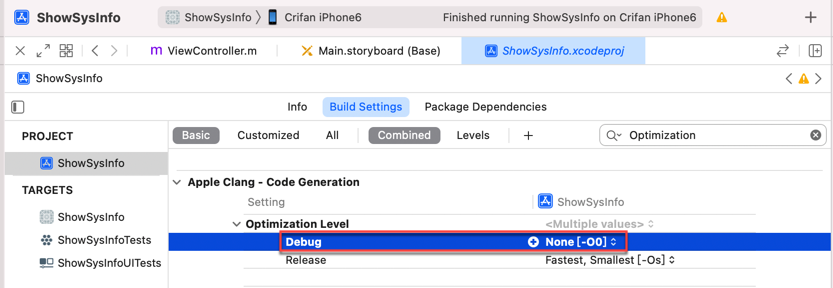 ShowSysInfo
ShowSysInfo 〉 Crifan iPhone6 Finished running ShowSysInfo on Crifan iPhone6
m ViewController.m Main.storyboard (Base) ShowSysInfo.xcodeproj
ShowSysInfo
Info Build Settings Package Dependencies
PROJECT
ShowSysInfo
TARGETS
ShowSysInfo
ShowSysInfoTests
ShowSysInfoUITests
Basic Customized All Combined Levels + Optimization
Apple Clang - Code Generation
Setting ShowSysInfo
Optimization Level <Multiple values>
Debug None [-O0]
Release Fastest, Smallest [-Os]